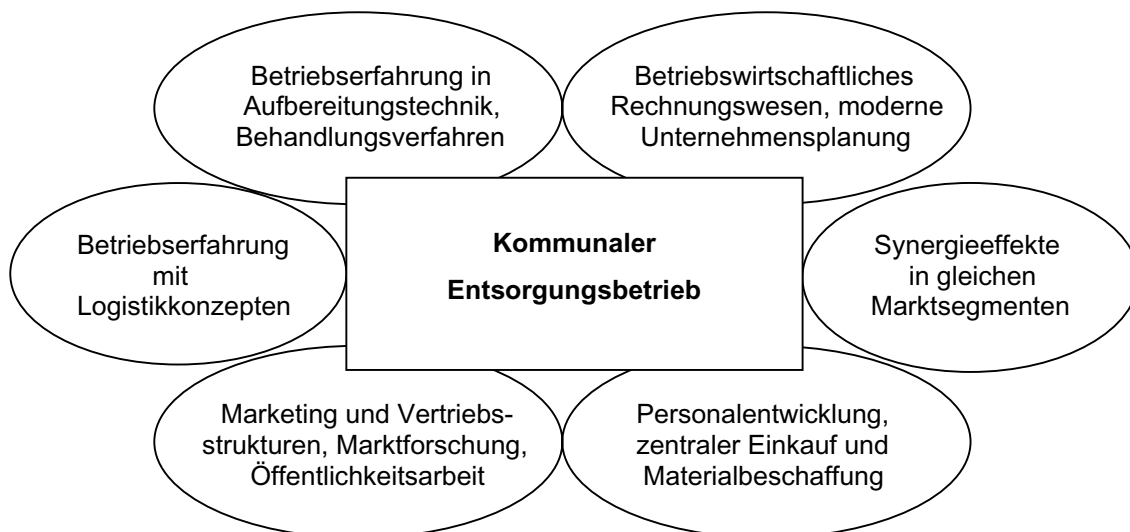 Betriebserfahrung in
Aufbereitungstechnik,
Behandlungsverfahren
Betriebswirtschaftliches
Rechnungswesen, moderne
Unternehmensplanung
Betriebserfahrung
mit
Logistikkonzepten
Kommunaler
Entsorgungsbetrieb
Synergieeffekte
in gleichen
Marktsegmenten
Marketing und Vertriebs-
strukturen, Marktforschung,
Öffentlichkeitsarbeit
Personalentwicklung,
zentraler Einkauf und
Materialbeschaffung